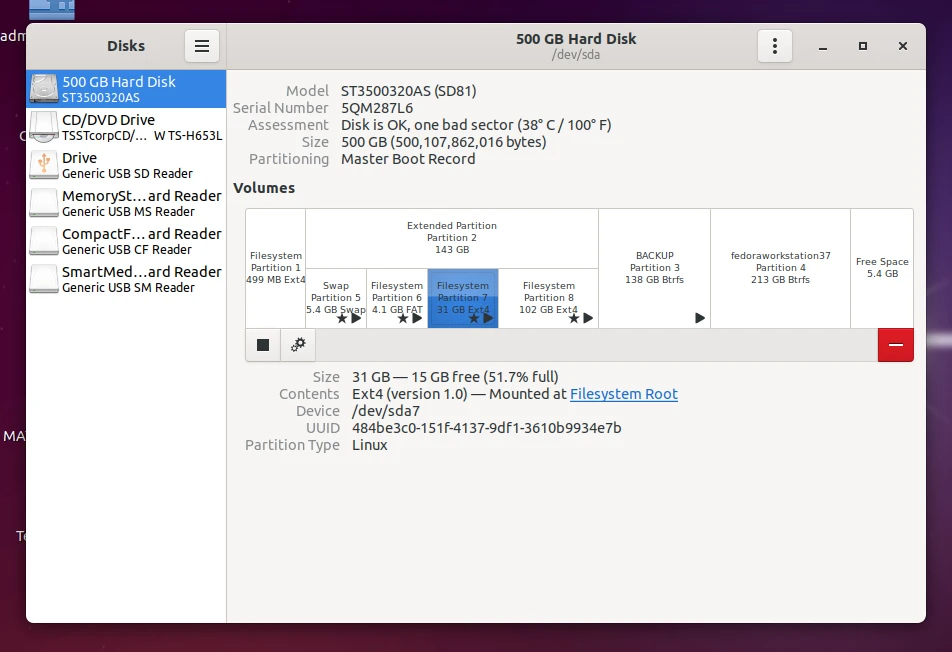 adm
Disks
500 GB Hard Disk
/dev/sda
500 GB Hard Disk
ST3500320AS
CD/DVD Drive
TSSTcorpCD/... W TS-H653L
Drive
Generic USB SD Reader
MemorySt...ard Reader
Generic USB MS Reader
CompactF...ard Reader
Generic USB CF Reader
SmartMed...ard Reader
Generic USB SM Reader
C
MA
Te
Model ST3500320AS (SD81)
Serial Number 5QM287L6
Assessment Disk is OK, one bad sector (38° C / 100° F)
Size 500 GB (500,107,862,016 bytes)
Partitioning Master Boot Record
Volumes
Filesystem
Partition 1
499 MB Ext4
Extended Partition
Partition 2
143 GB
Swap
Partition 5
5.4 GB Swap
Filesystem
Partition 6
4.1 GB FAT
Filesystem
Partition 7
31 GB Ext4
Filesystem
Partition 8
102 GB Ext4
BACKUP
Partition 3
138 GB Btrfs
fedoraworkstation37
Partition 4
213 GB Btrfs
Free Space
5.4 GB
Size 31 GB — 15 GB free (51.7% full)
Contents Ext4 (version 1.0) — Mounted at Filesystem Root
Device /dev/sda7
UUID 484be3c0-151f-4137-9df1-3610b9934e7b
Partition Type Linux